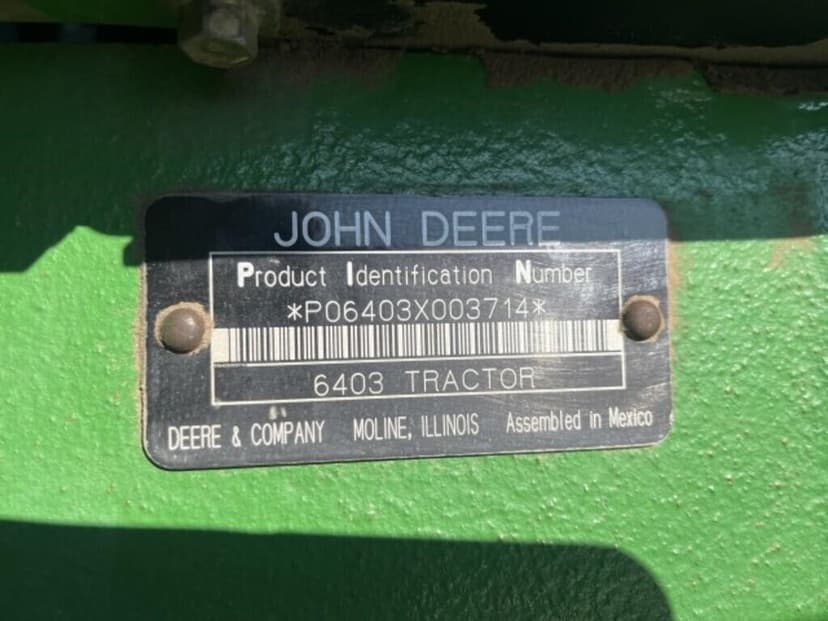 JOHN DEERE
Product Identification Number
*P06403X003714*
6403 TRACTOR
DEERE & COMPANY MOLINE, ILLINOIS Assembled in Mexico